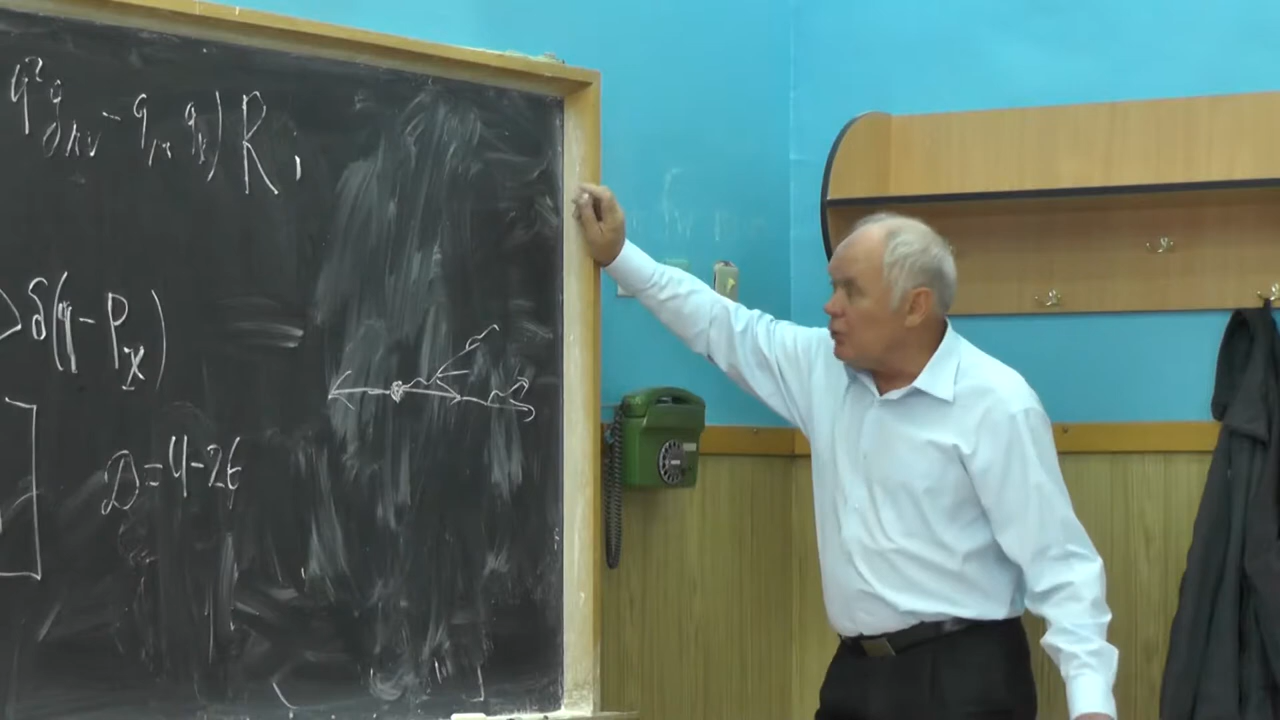 q²g_μν - q_μ q_ν) R ;
δ(q - P_X)
D = 4 - 2ε